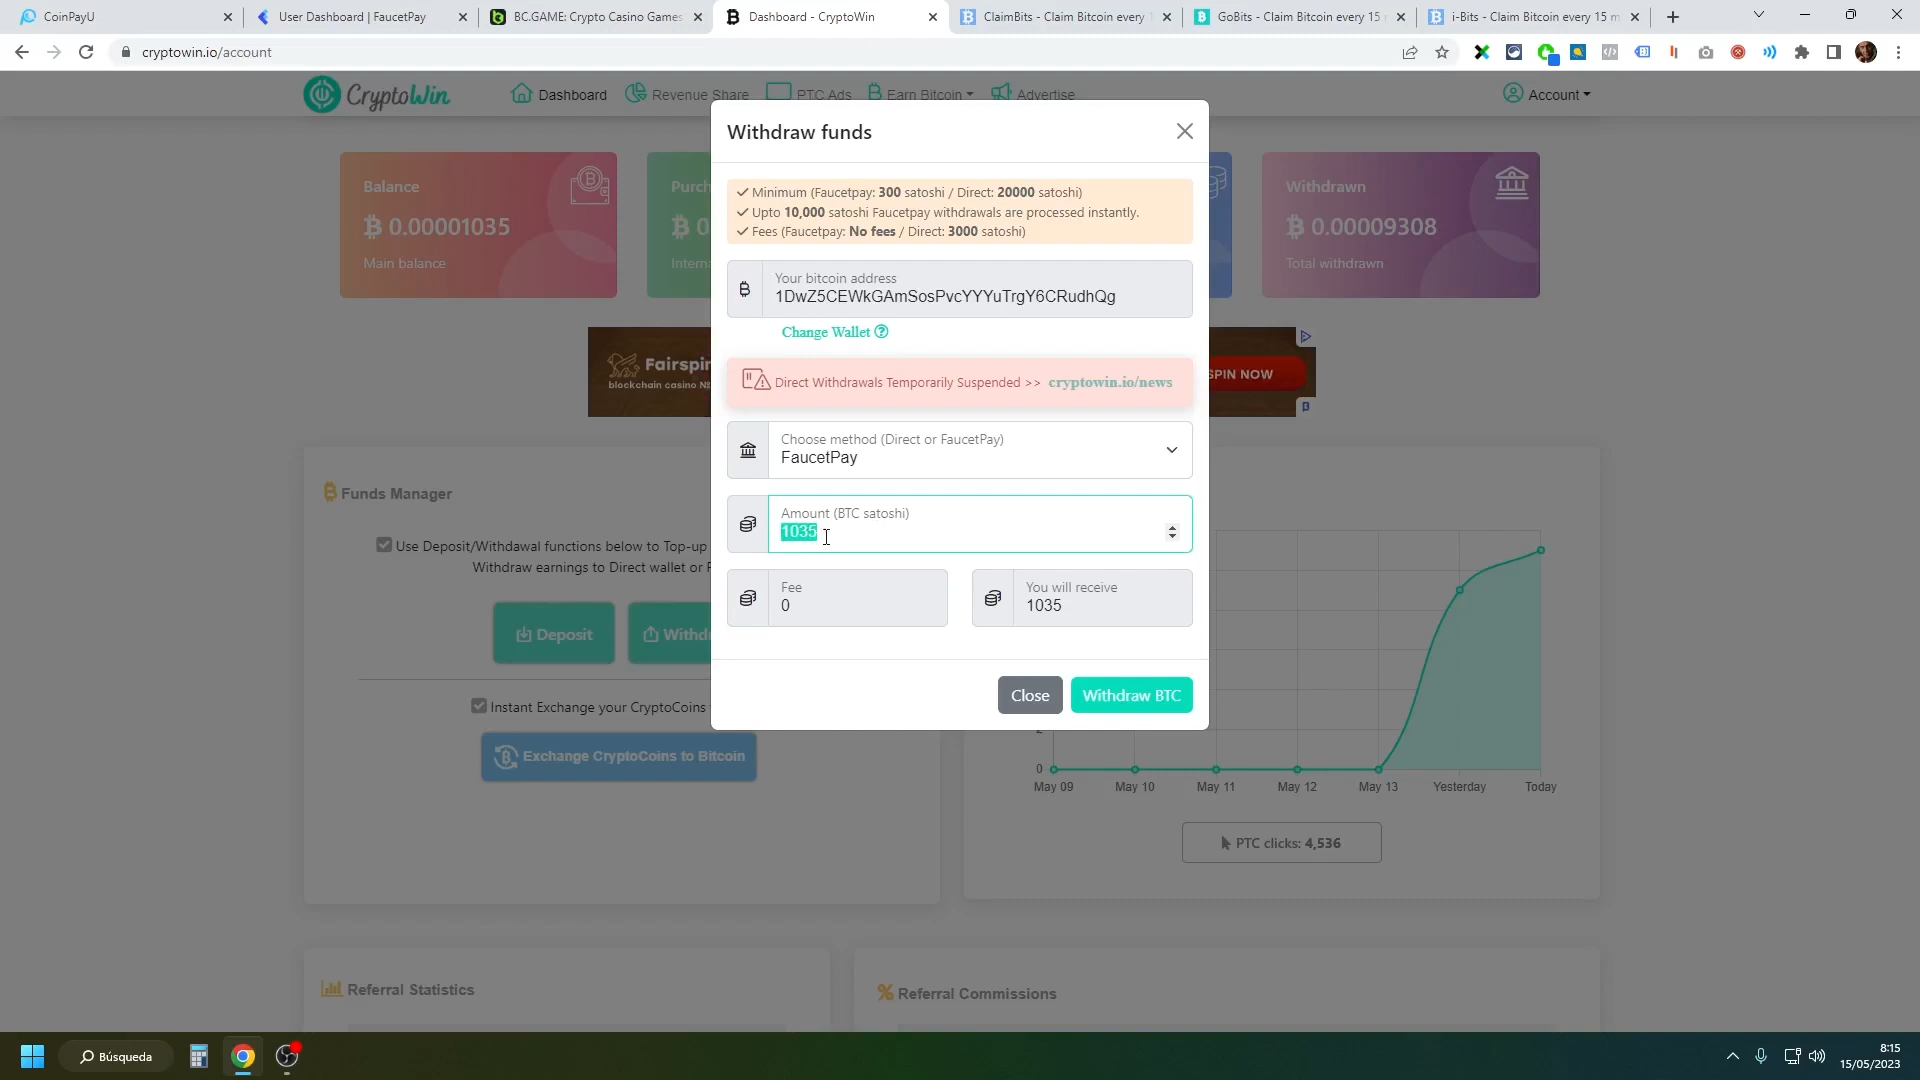 CoinPayU
User Dashboard | FaucetPay
BC.GAME: Crypto Casino Games
Dashboard - CryptoWin
ClaimBits - Claim Bitcoin every 1
GoBits - Claim Bitcoin every 15
i-Bits - Claim Bitcoin every 15 m
cryptowin.io/account
CryptoWin
Dashboard
Revenue Share
PTC Ads
Earn Bitcoin
Advertise
Account
Withdraw funds
Balance
0.00001035
Main balance
Purch
0
Intern
Withdrawn
0.00009308
Total withdrawn
Minimum (Faucetpay: 300 satoshi / Direct: 20000 satoshi)
Upto 10,000 satoshi Faucetpay withdrawals are processed instantly.
Fees (Faucetpay: No fees / Direct: 3000 satoshi)
Your bitcoin address
1DwZ5CEWkGAmSosPvcYYYuTrgY6CRudhQg
Change Wallet
Fairspin
blockchain casino
SPIN NOW
Direct Withdrawals Temporarily Suspended >> cryptowin.io/news
Choose method (Direct or FaucetPay)
FaucetPay
Amount (BTC satoshi)
1035
Fee
0
You will receive
1035
Close
Withdraw BTC
Funds Manager
Use Deposit/Withdawal functions below to Top-up
Withdraw earnings to Direct wallet or F
Deposit
Withdr
Instant Exchange your CryptoCoins
Exchange CryptoCoins to Bitcoin
2
0
May 09
May 10
May 11
May 12
May 13
Yesterday
Today
PTC clicks: 4,536
Referral Statistics
Referral Commissions
Búsqueda
8:15
15/05/2023